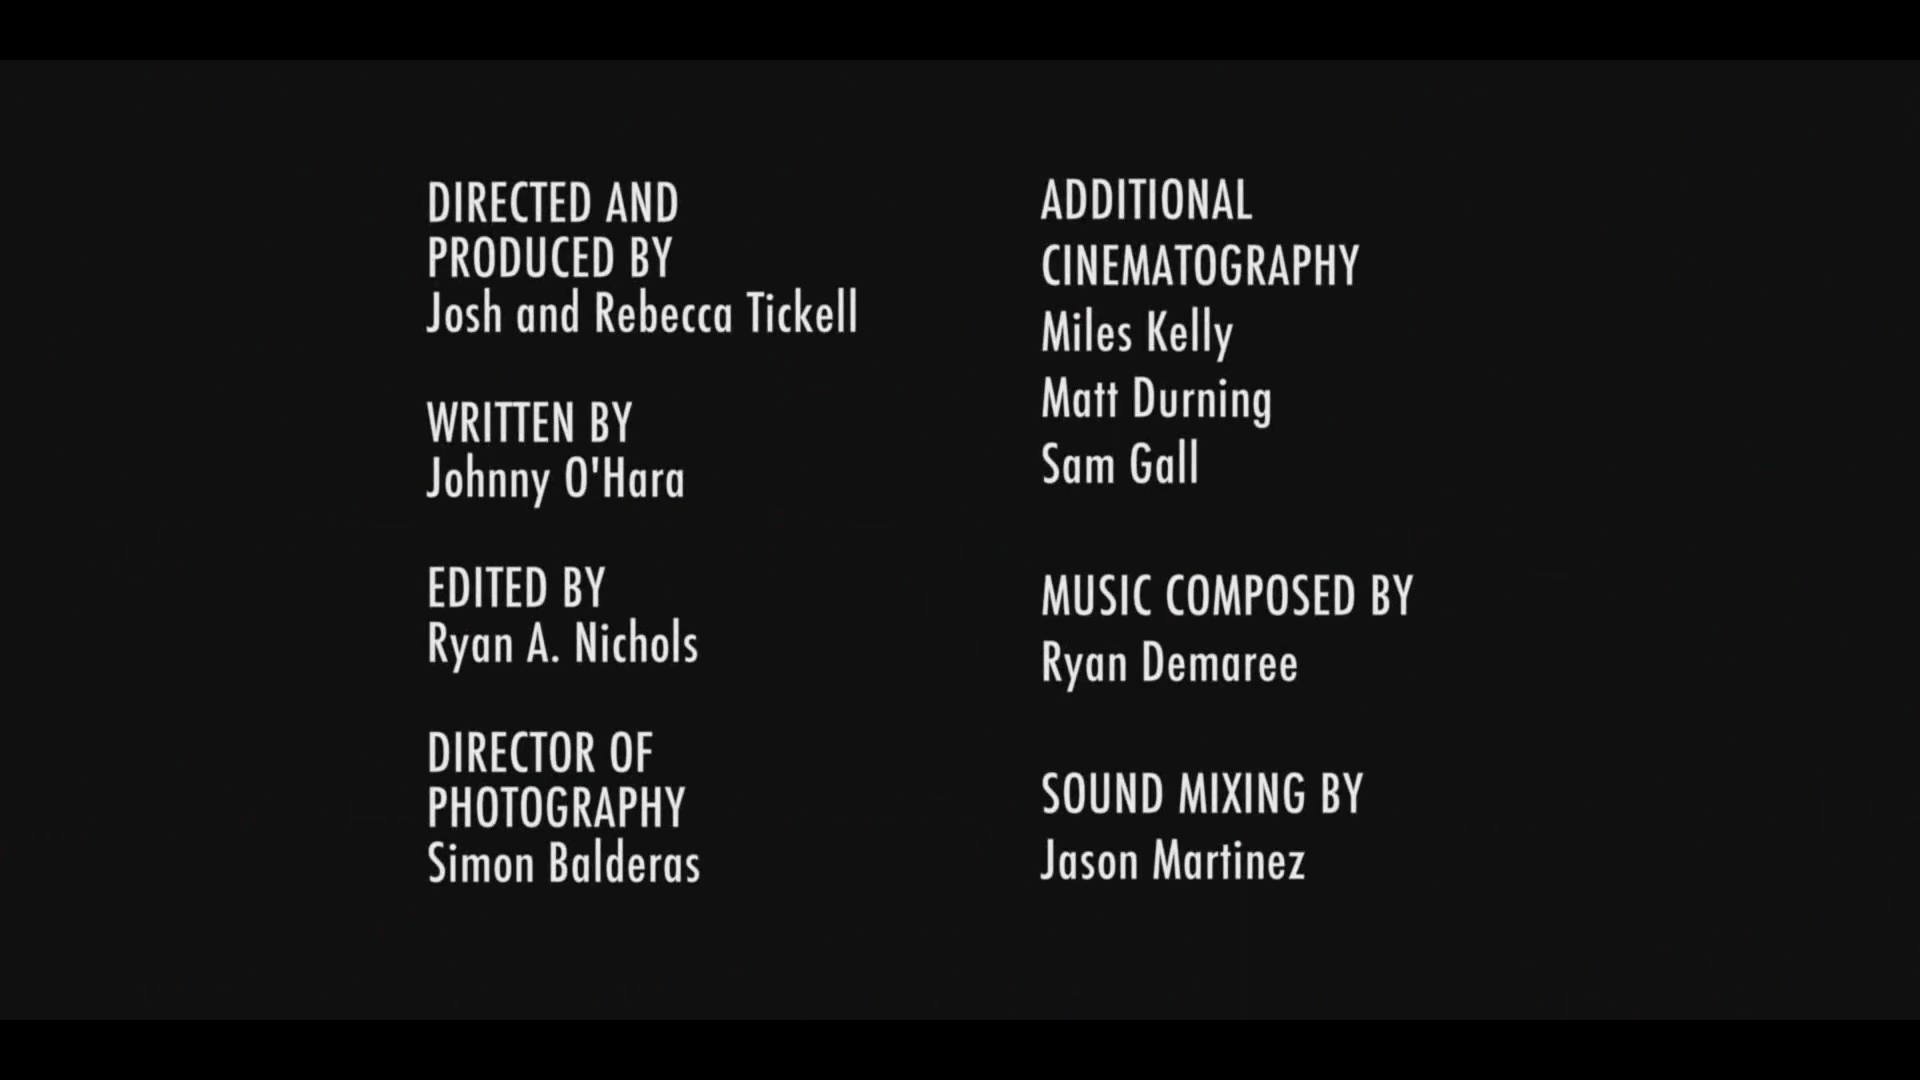 DIRECTED AND
PRODUCED BY
Josh and Rebecca Tickell
WRITTEN BY
Johnny O'Hara
EDITED BY
Ryan A. Nichols
DIRECTOR OF
PHOTOGRAPHY
Simon Balderas
ADDITIONAL
CINEMATOGRAPHY
Miles Kelly
Matt Durning
Sam Gall
MUSIC COMPOSED BY
Ryan Demaree
SOUND MIXING BY
Jason Martinez